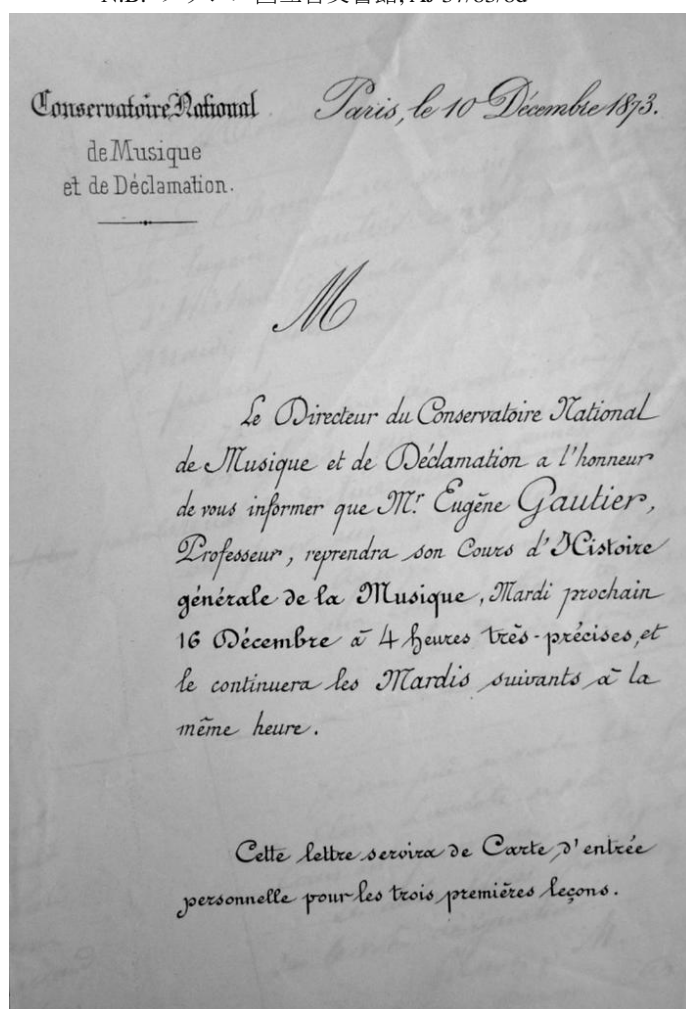 Conservatoire National
de Musique
et de Déclamation.
Paris, le 10 Décembre 1873.
M
Le Directeur du Conservatoire National
de Musique et de Déclamation a l'honneur
de vous informer que Mr. Eugène Gautier,
Professeur, reprendra son Cours d'Histoire
générale de la Musique, Mardi prochain
16 Décembre à 4 heures très-précises, et
le continuera les Mardis suivants à la
même heure.
Cette lettre servira de Carte d'entrée
personnelle pour les trois premières leçons.